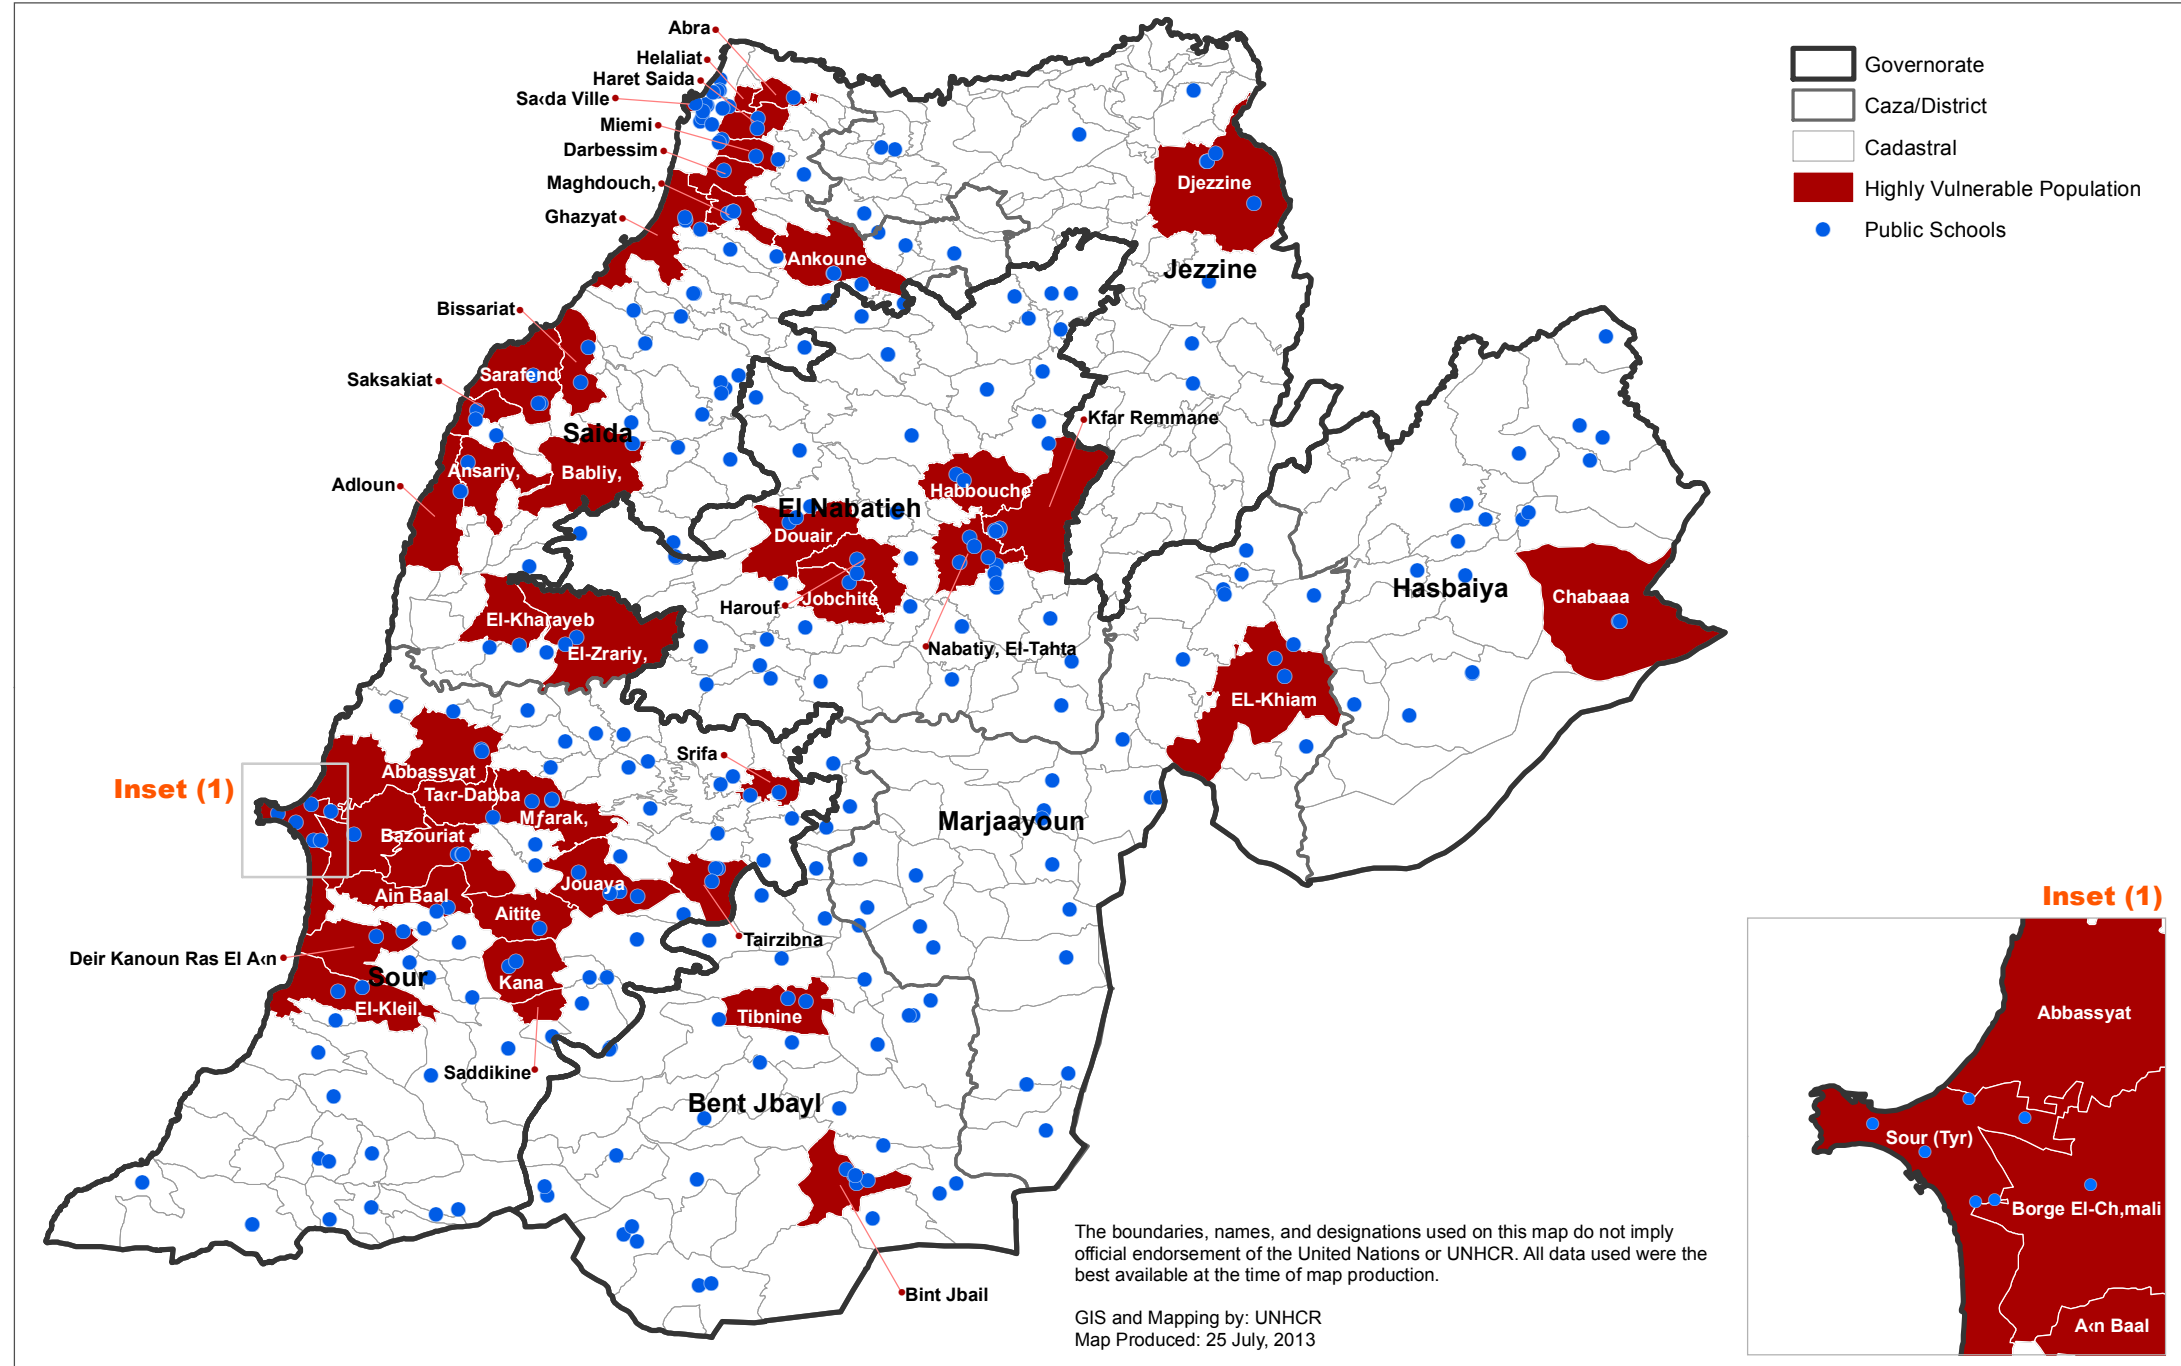 Abra
Helaliat
Haret Saida
Sa‹da Ville
Miemi
Darbessim
Maghdouch,
Ghazyat
Ankoune
Djezzine
Jezzine
Governorate
Caza/District
Cadastral
Highly Vulnerable Population
Public Schools
Bissariat
Sarafend
Saksakiat
Saida
Kfar Remmane
Ansariy,
Babliy,
Adloun
Habbouche
El Nabatieh
Douair
Harouf
Jobchite
Hasbaiya
Chabaaa
El-Kharayeb
El-Zrariy,
Nabatiy, El-Tahta
EL-Khiam
Srifa
Abbassyat
Inset (1)
Ta‹r-Dabba
Mƒarak,
Marjaayoun
Bazouriat
Jouaya
Ain Baal
Aitite
Tairzibna
Deir Kanoun Ras El A‹n
Sour
Kana
El-Kleil,
Tibnine
Saddikine
Bent Jbayl
Bint Jbail
Inset (1)
Abbassyat
Sour (Tyr)
Borge El-Ch,mali
A‹n Baal
The boundaries, names, and designations used on this map do not imply
official endorsement of the United Nations or UNHCR. All data used were the
best available at the time of map production.
GIS and Mapping by: UNHCR
Map Produced: 25 July, 2013